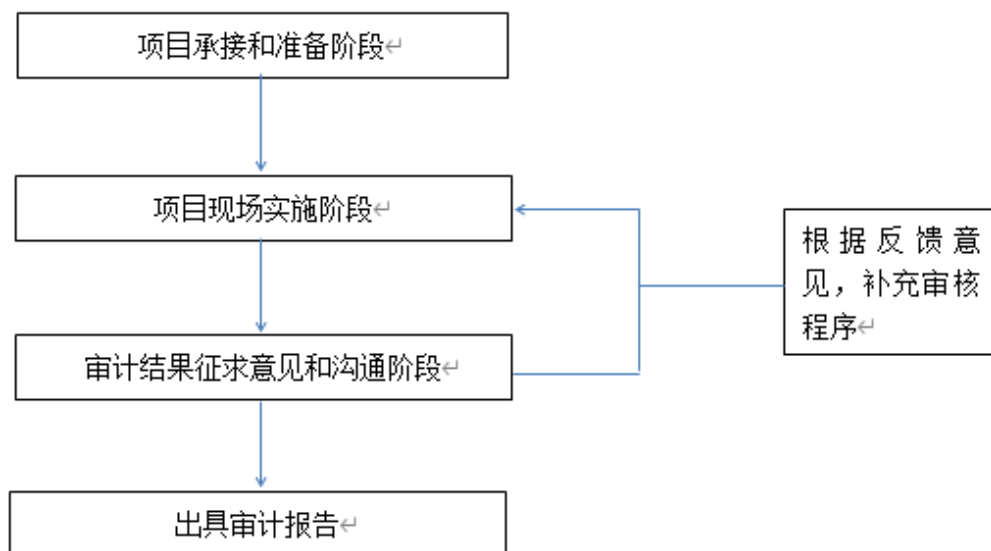 项目承接和准备阶段↵
项目现场实施阶段↵
根据反馈意
见，补充审核
程序↵
审计结果征求意见和沟通阶段↵
出具审计报告↵